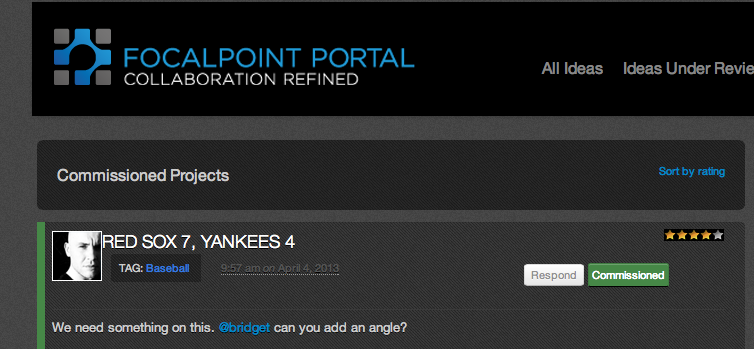 FOCALPOINT PORTAL
COLLABORATION REFINED
All Ideas Ideas Under Revie
Commissioned Projects
Sort by rating
RED SOX 7, YANKEES 4
TAG: Baseball
9:57 am on April 4, 2013
Respond
Commissioned
We need something on this. @bridget can you add an angle?